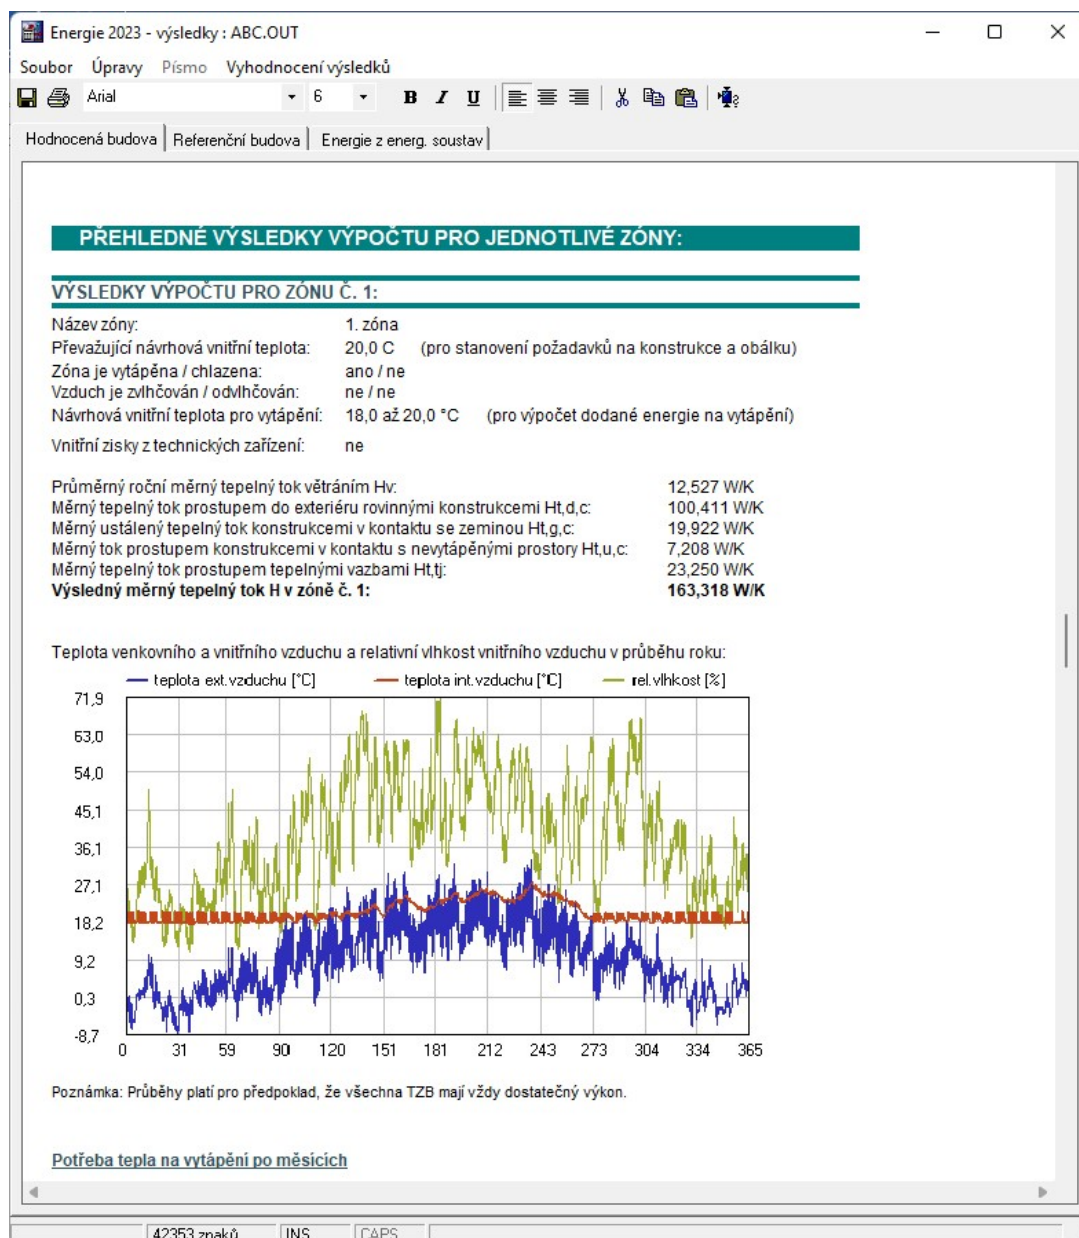 Energie 2023 - výsledky : ABC.OUT
Soubor Úpravy Písmo Vyhodnocení výsledků
Arial 6 B I U
Hodnocená budova Referenční budova Energie z energ. soustav
PŘEHLEDNÉ VÝSLEDKY VÝPOČTU PRO JEDNOTLIVÉ ZÓNY:
VÝSLEDKY VÝPOČTU PRO ZÓNU Č. 1:
Název zóny: 1. zóna
Převažující návrhová vnitřní teplota: 20,0 C (pro stanovení požadavků na konstrukce a obálku)
Zóna je vytápěna / chlazena: ano / ne
Vzduch je zvlhčován / odvlhčován: ne / ne
Návrhová vnitřní teplota pro vytápění: 18,0 až 20,0 °C (pro výpočet dodané energie na vytápění)
Vnitřní zisky z technických zařízení: ne
Průměrný roční měrný tepelný tok větráním Hv: 12,527 W/K
Měrný tepelný tok prostupem do exteriéru rovinnými konstrukcemi Ht,d,c: 100,411 W/K
Měrný ustálený tepelný tok konstrukcemi v kontaktu se zeminou Ht,g,c: 19,922 W/K
Měrný tok prostupem konstrukcemi v kontaktu s nevytápěnými prostory Ht,u,c: 7,208 W/K
Měrný tepelný tok prostupem tepelnými vazbami Ht,tj: 23,250 W/K
Výsledný měrný tepelný tok H v zóně č. 1: 163,318 W/K
Teplota venkovního a vnitřního vzduchu a relativní vlhkost vnitřního vzduchu v průběhu roku:
teplota ext.vzduchu [°C] teplota int.vzduchu [°C] rel.vlhkost [%]
71,9
63,0
54,0
45,1
36,1
27,1
18,2
9,2
0,3
-8,7
0 31 59 90 120 151 181 212 243 273 304 334 365
Poznámka: Průběhy platí pro předpoklad, že všechna TZB mají vždy dostatečný výkon.
Potřeba tepla na vytápění po měsících
42353 znaků INS CAPS